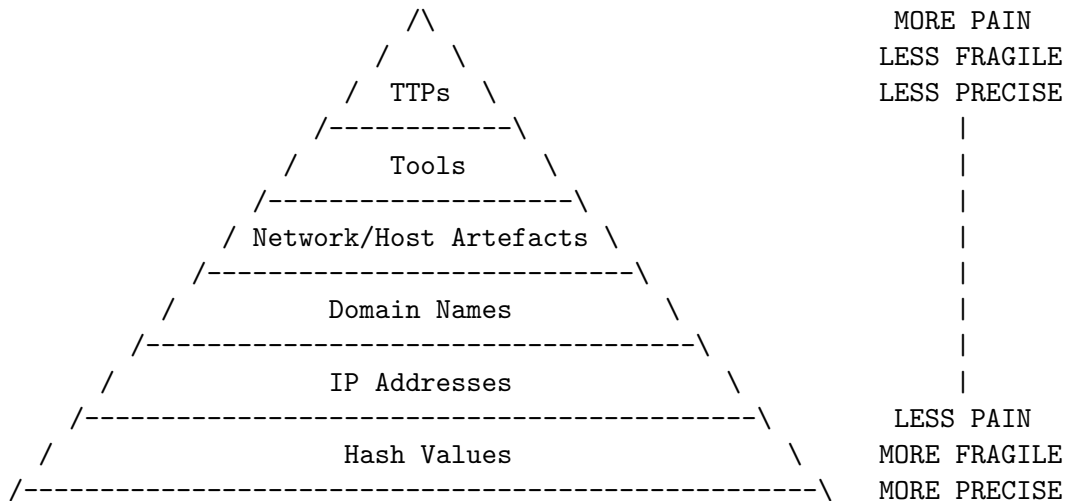 MORE PAIN
LESS FRAGILE
TTPs LESS PRECISE
Tools
Network/Host Artefacts
Domain Names
IP Addresses
LESS PAIN
Hash Values MORE FRAGILE
MORE PRECISE